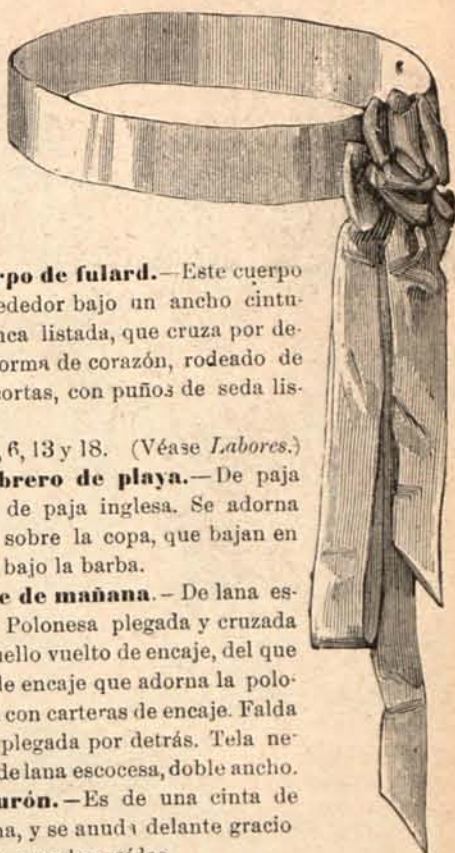 rpo de fulard.—Este cuerpo
ededor bajo un ancho cintu-
nca listada, que cruza por de-
orma de corazón, rodeado de
cortas, con puños de seda lis-
, 6, 13 y 18. (Véase Labores.)
brero de playa.—De paja
de paja inglesa. Se adorna
sobre la copa, que bajan en
bajo la barba.
e de mañana.—De lana es-
Polonesa plegada y cruzada
uello vuelto de encaje, del que
de encaje que adorna la polo-
con carteras de encaje. Falda
plegada por detrás. Tela ne-
de lana escocesa, doble ancho.
urón.—Es de una cinta de
na, y se anuda delante gracio